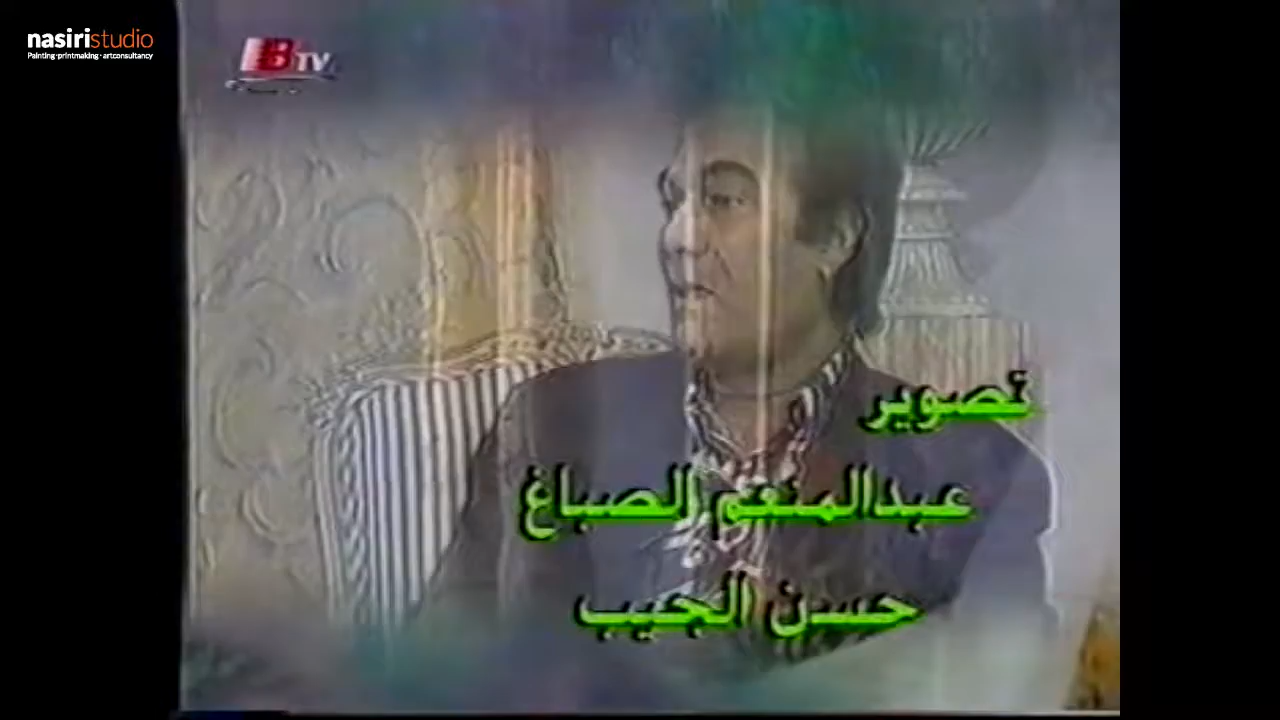 nasiristudio
Painting·printmaking·artconsultancy
BTV
تصوير
عبدالمنعم الصباغ
حسن الجيب